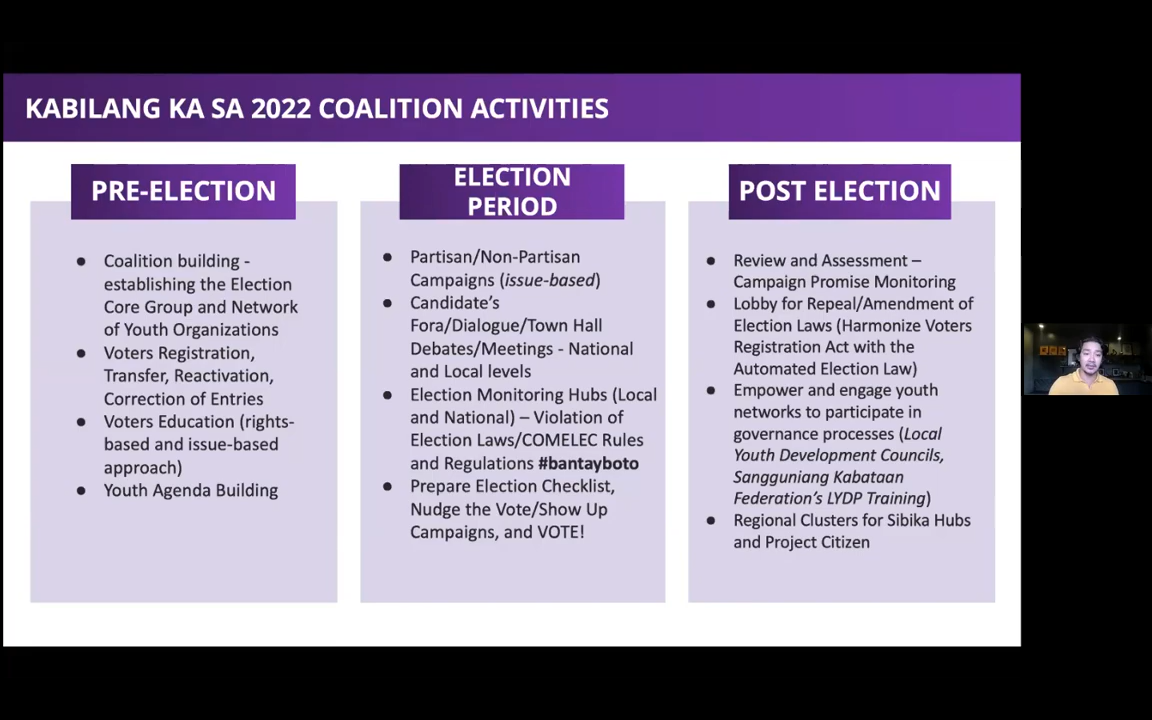 KABILANG KA SA 2022 COALITION ACTIVITIES
PRE-ELECTION
● Coalition building -
establishing the Election
Core Group and Network
of Youth Organizations
● Voters Registration,
Transfer, Reactivation,
Correction of Entries
● Voters Education (rights-
based and issue-based
approach)
● Youth Agenda Building
ELECTION
PERIOD
● Partisan/Non-Partisan
Campaigns (issue-based)
● Candidate’s
Fora/Dialogue/Town Hall
Debates/Meetings - National
and Local levels
● Election Monitoring Hubs (Local
and National) – Violation of
Election Laws/COMELEC Rules
and Regulations #bantayboto
● Prepare Election Checklist,
Nudge the Vote/Show Up
Campaigns, and VOTE!
POST ELECTION
● Review and Assessment –
Campaign Promise Monitoring
● Lobby for Repeal/Amendment of
Election Laws (Harmonize Voters
Registration Act with the
Automated Election Law)
● Empower and engage youth
networks to participate in
governance processes (Local
Youth Development Councils,
Sangguniang Kabataan
Federation’s LYDP Training)
● Regional Clusters for Sibika Hubs
and Project Citizen